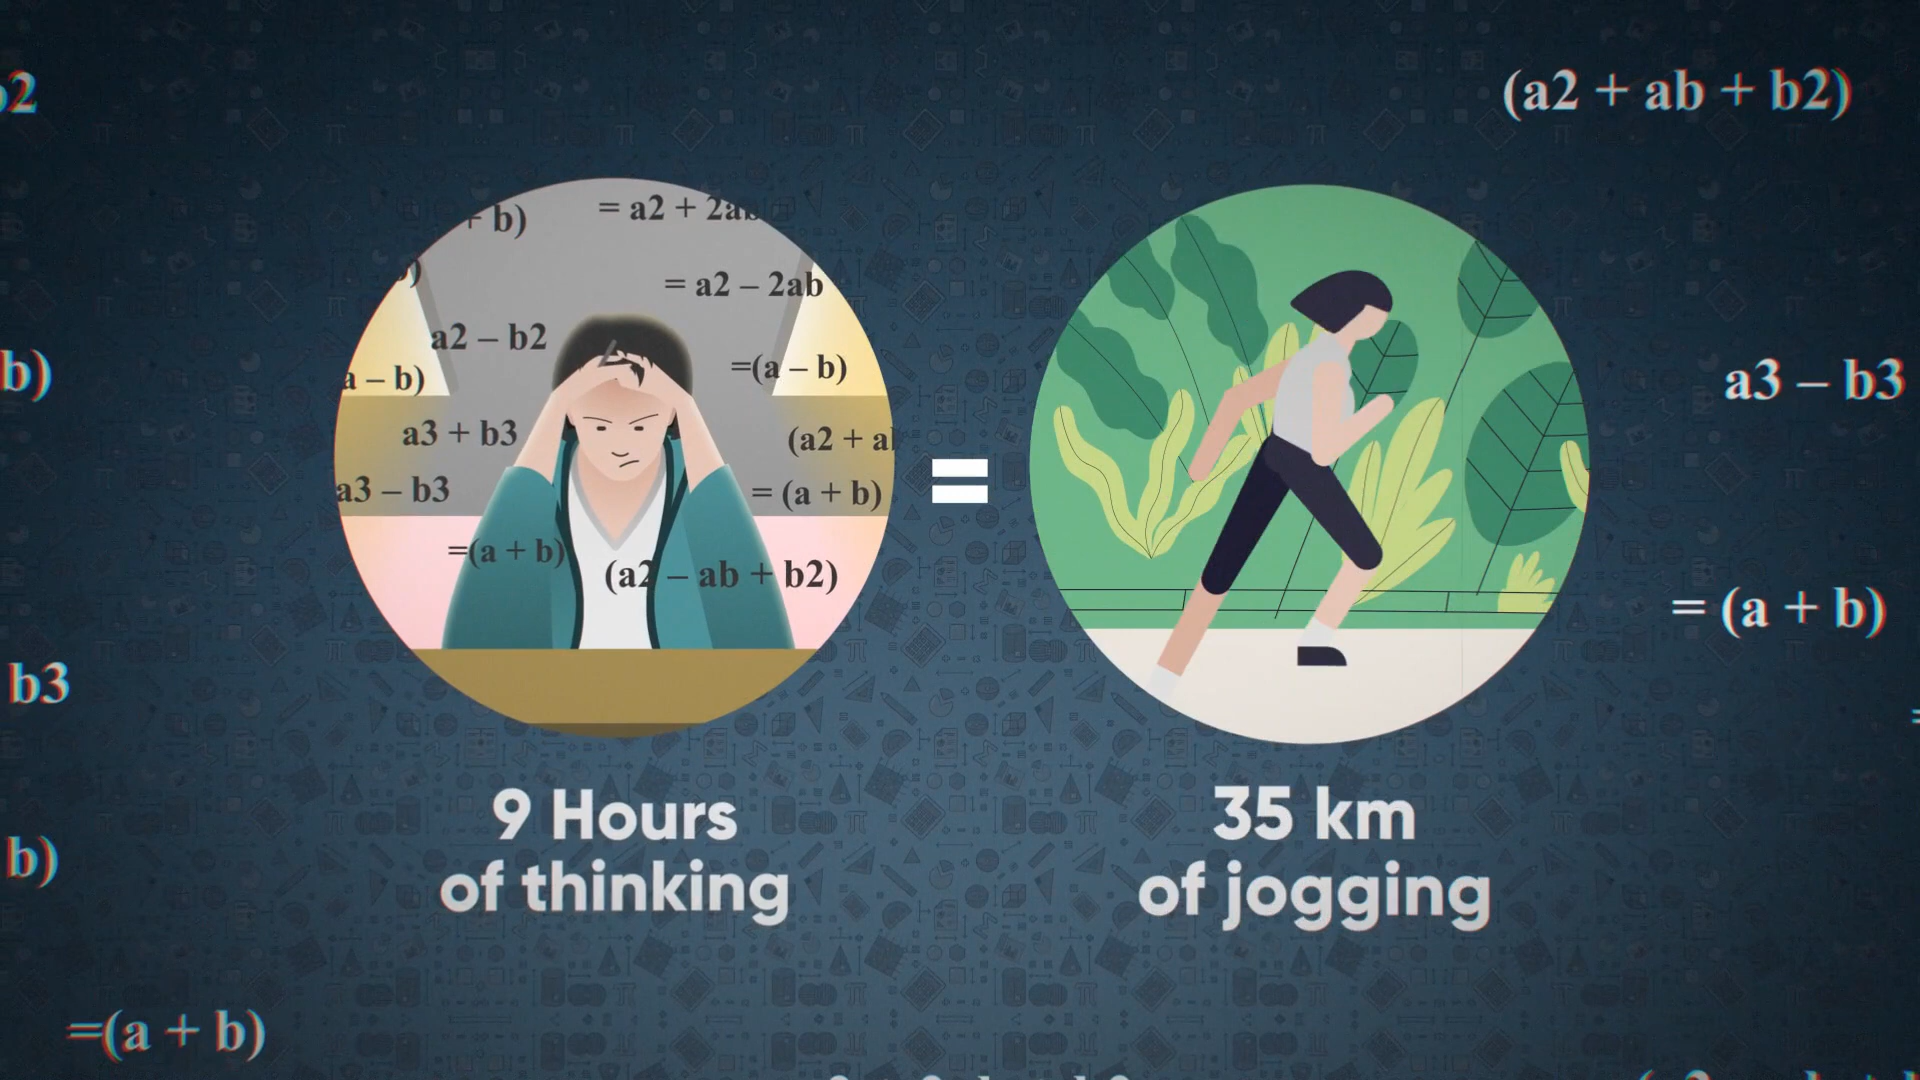 b2
(a2 + ab + b2)
+ b)
= a2 + 2ab
= a2 – 2ab
a2 – b2
=(a – b)
b)
a – b)
a3 – b3
a3 + b3
(a2 + a
a3 – b3
= (a + b)
=(a + b)
(a2 – ab + b2)
=
= (a + b)
b3
9 Hours
of thinking
35 km
of jogging
b)
=(a + b)